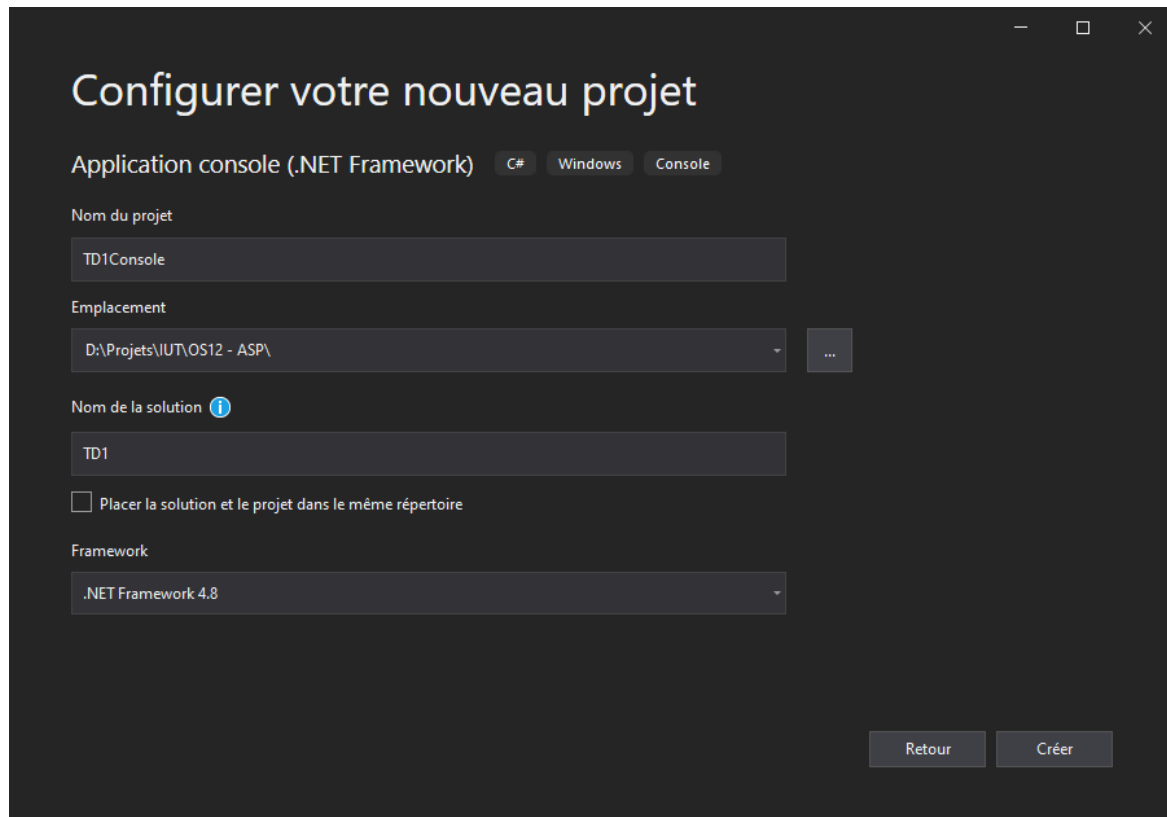 Configurer votre nouveau projet
Application console (.NET Framework) C# Windows Console
Nom du projet
TD1Console
Emplacement
D:\Projets\IUT\OS12 - ASP\
...
Nom de la solution
TD1
Placer la solution et le projet dans le même répertoire
Framework
.NET Framework 4.8
Retour Créer